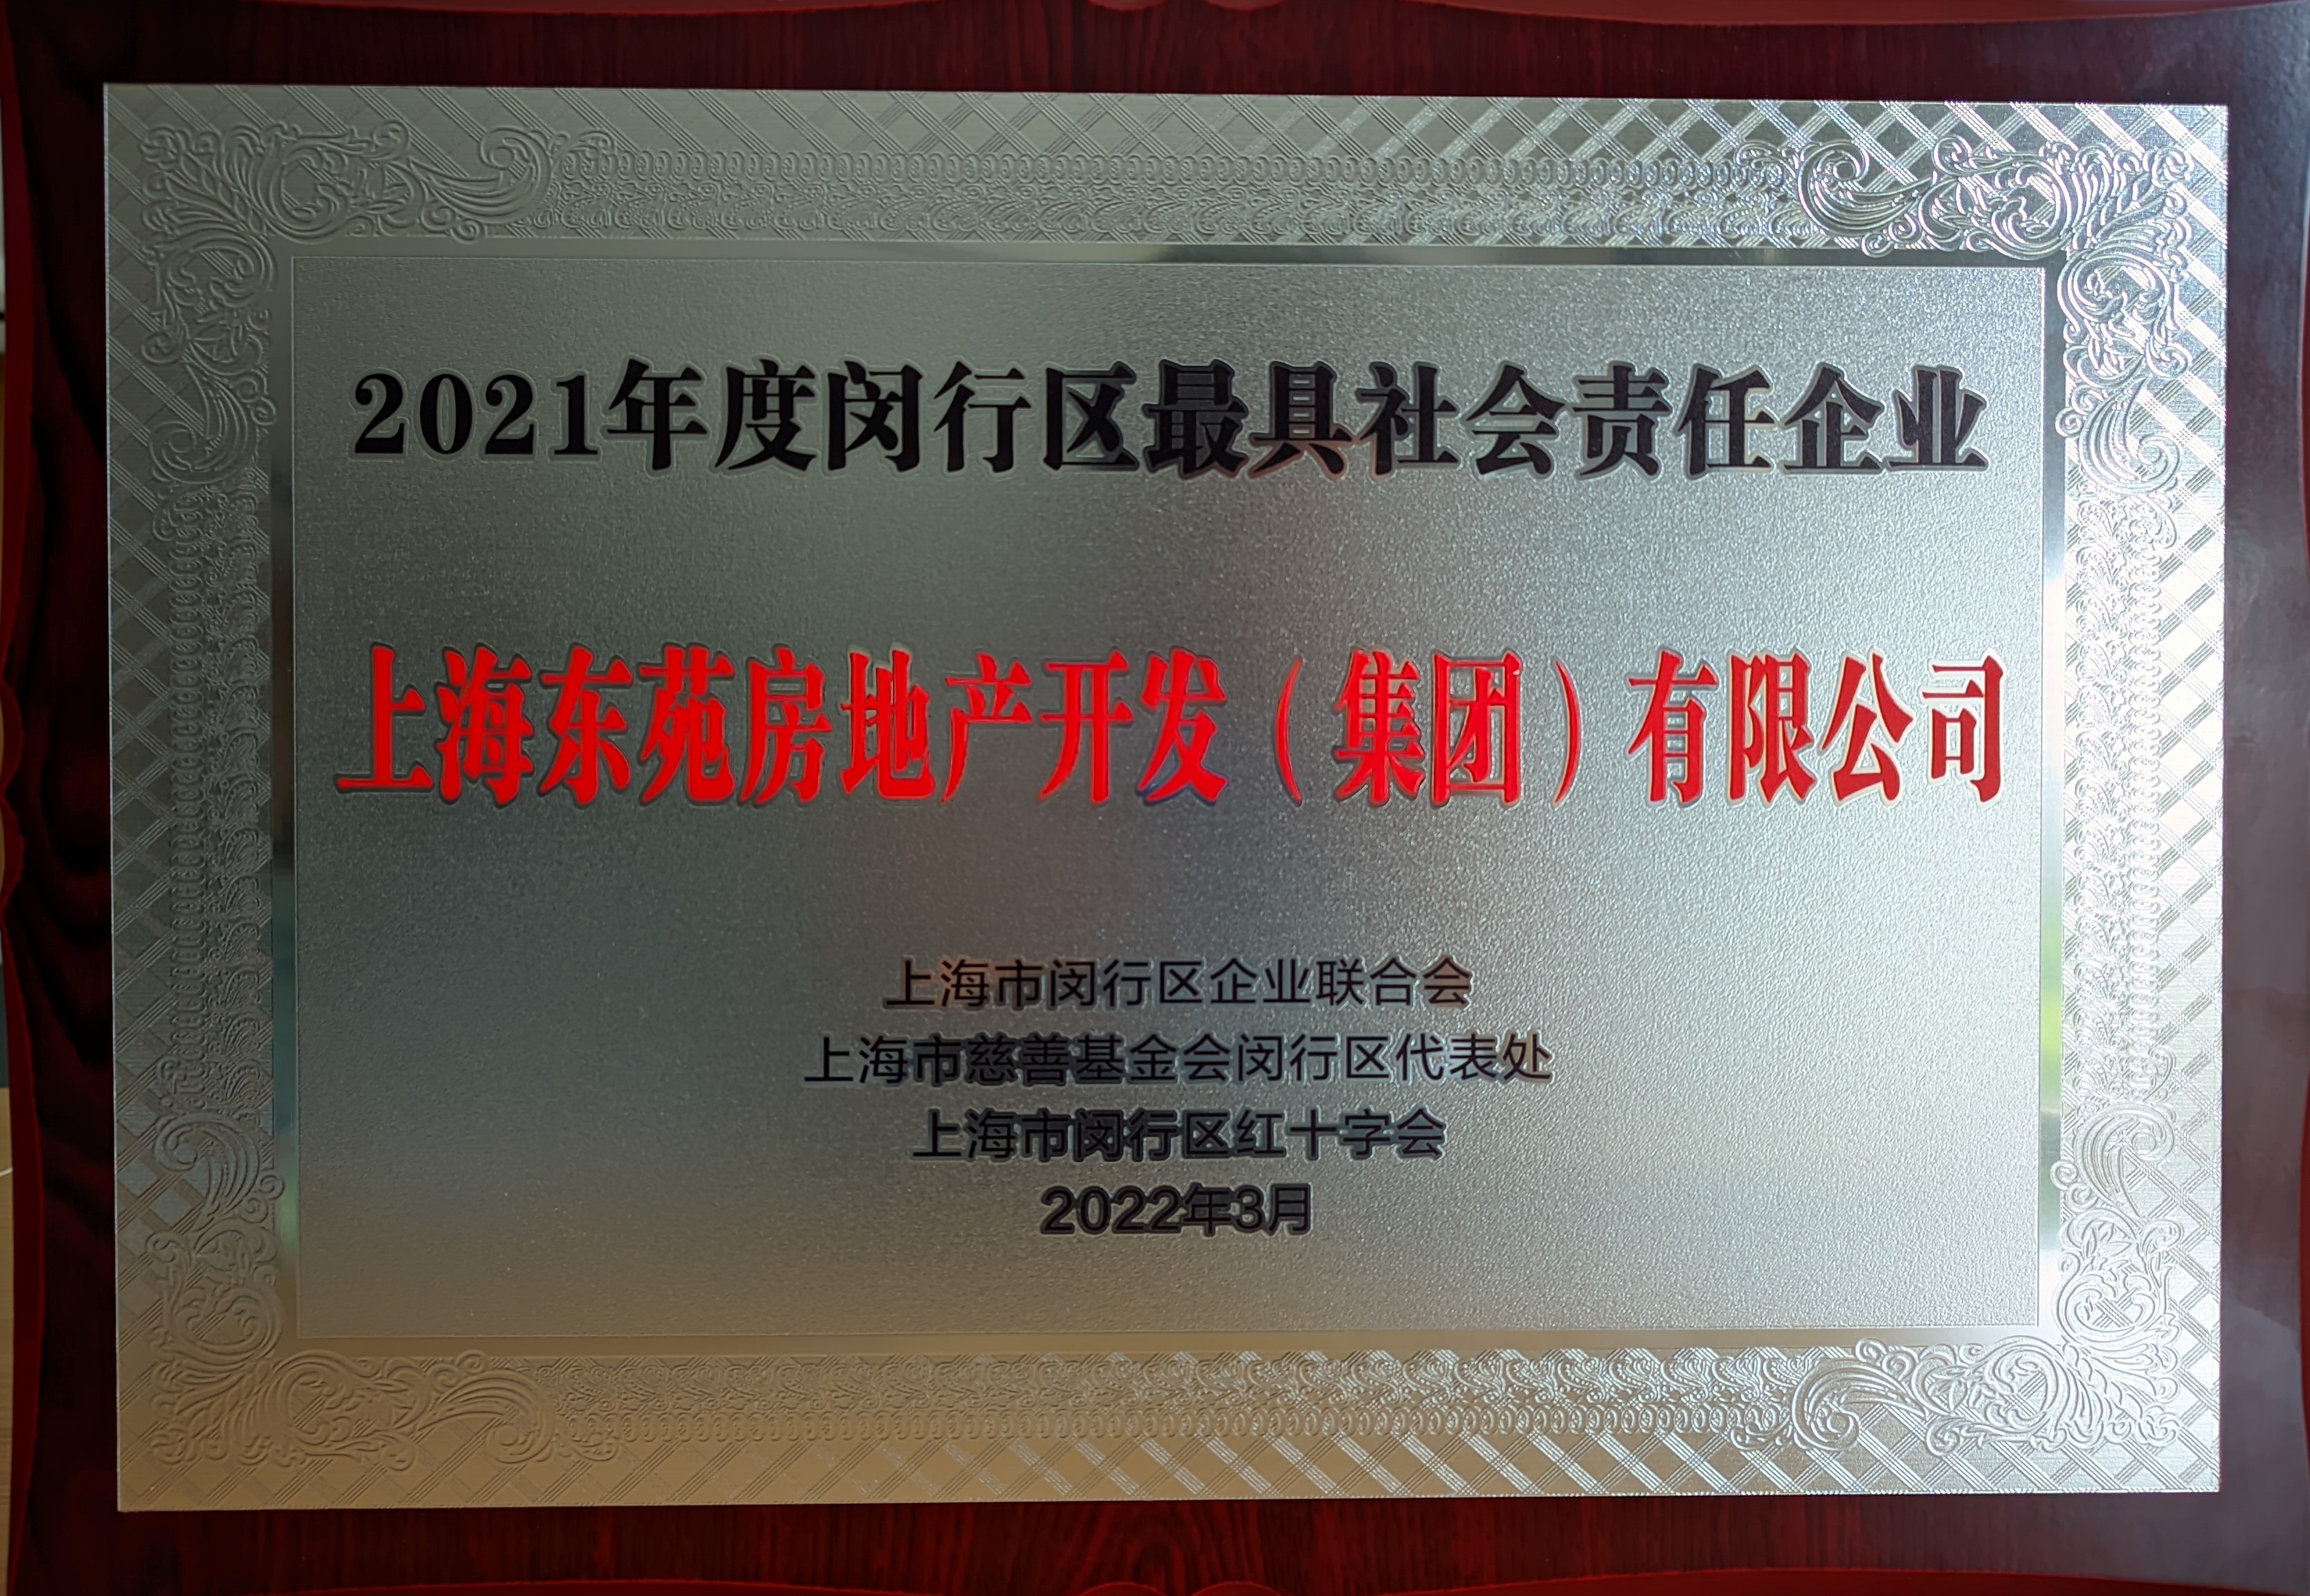 2021年度闵行区最具社会责任企业
上海东苑房地产开发（集团）有限公司
上海市闵行区企业联合会
上海市慈善基金会闵行区代表处
上海市闵行区红十字会
2022年3月